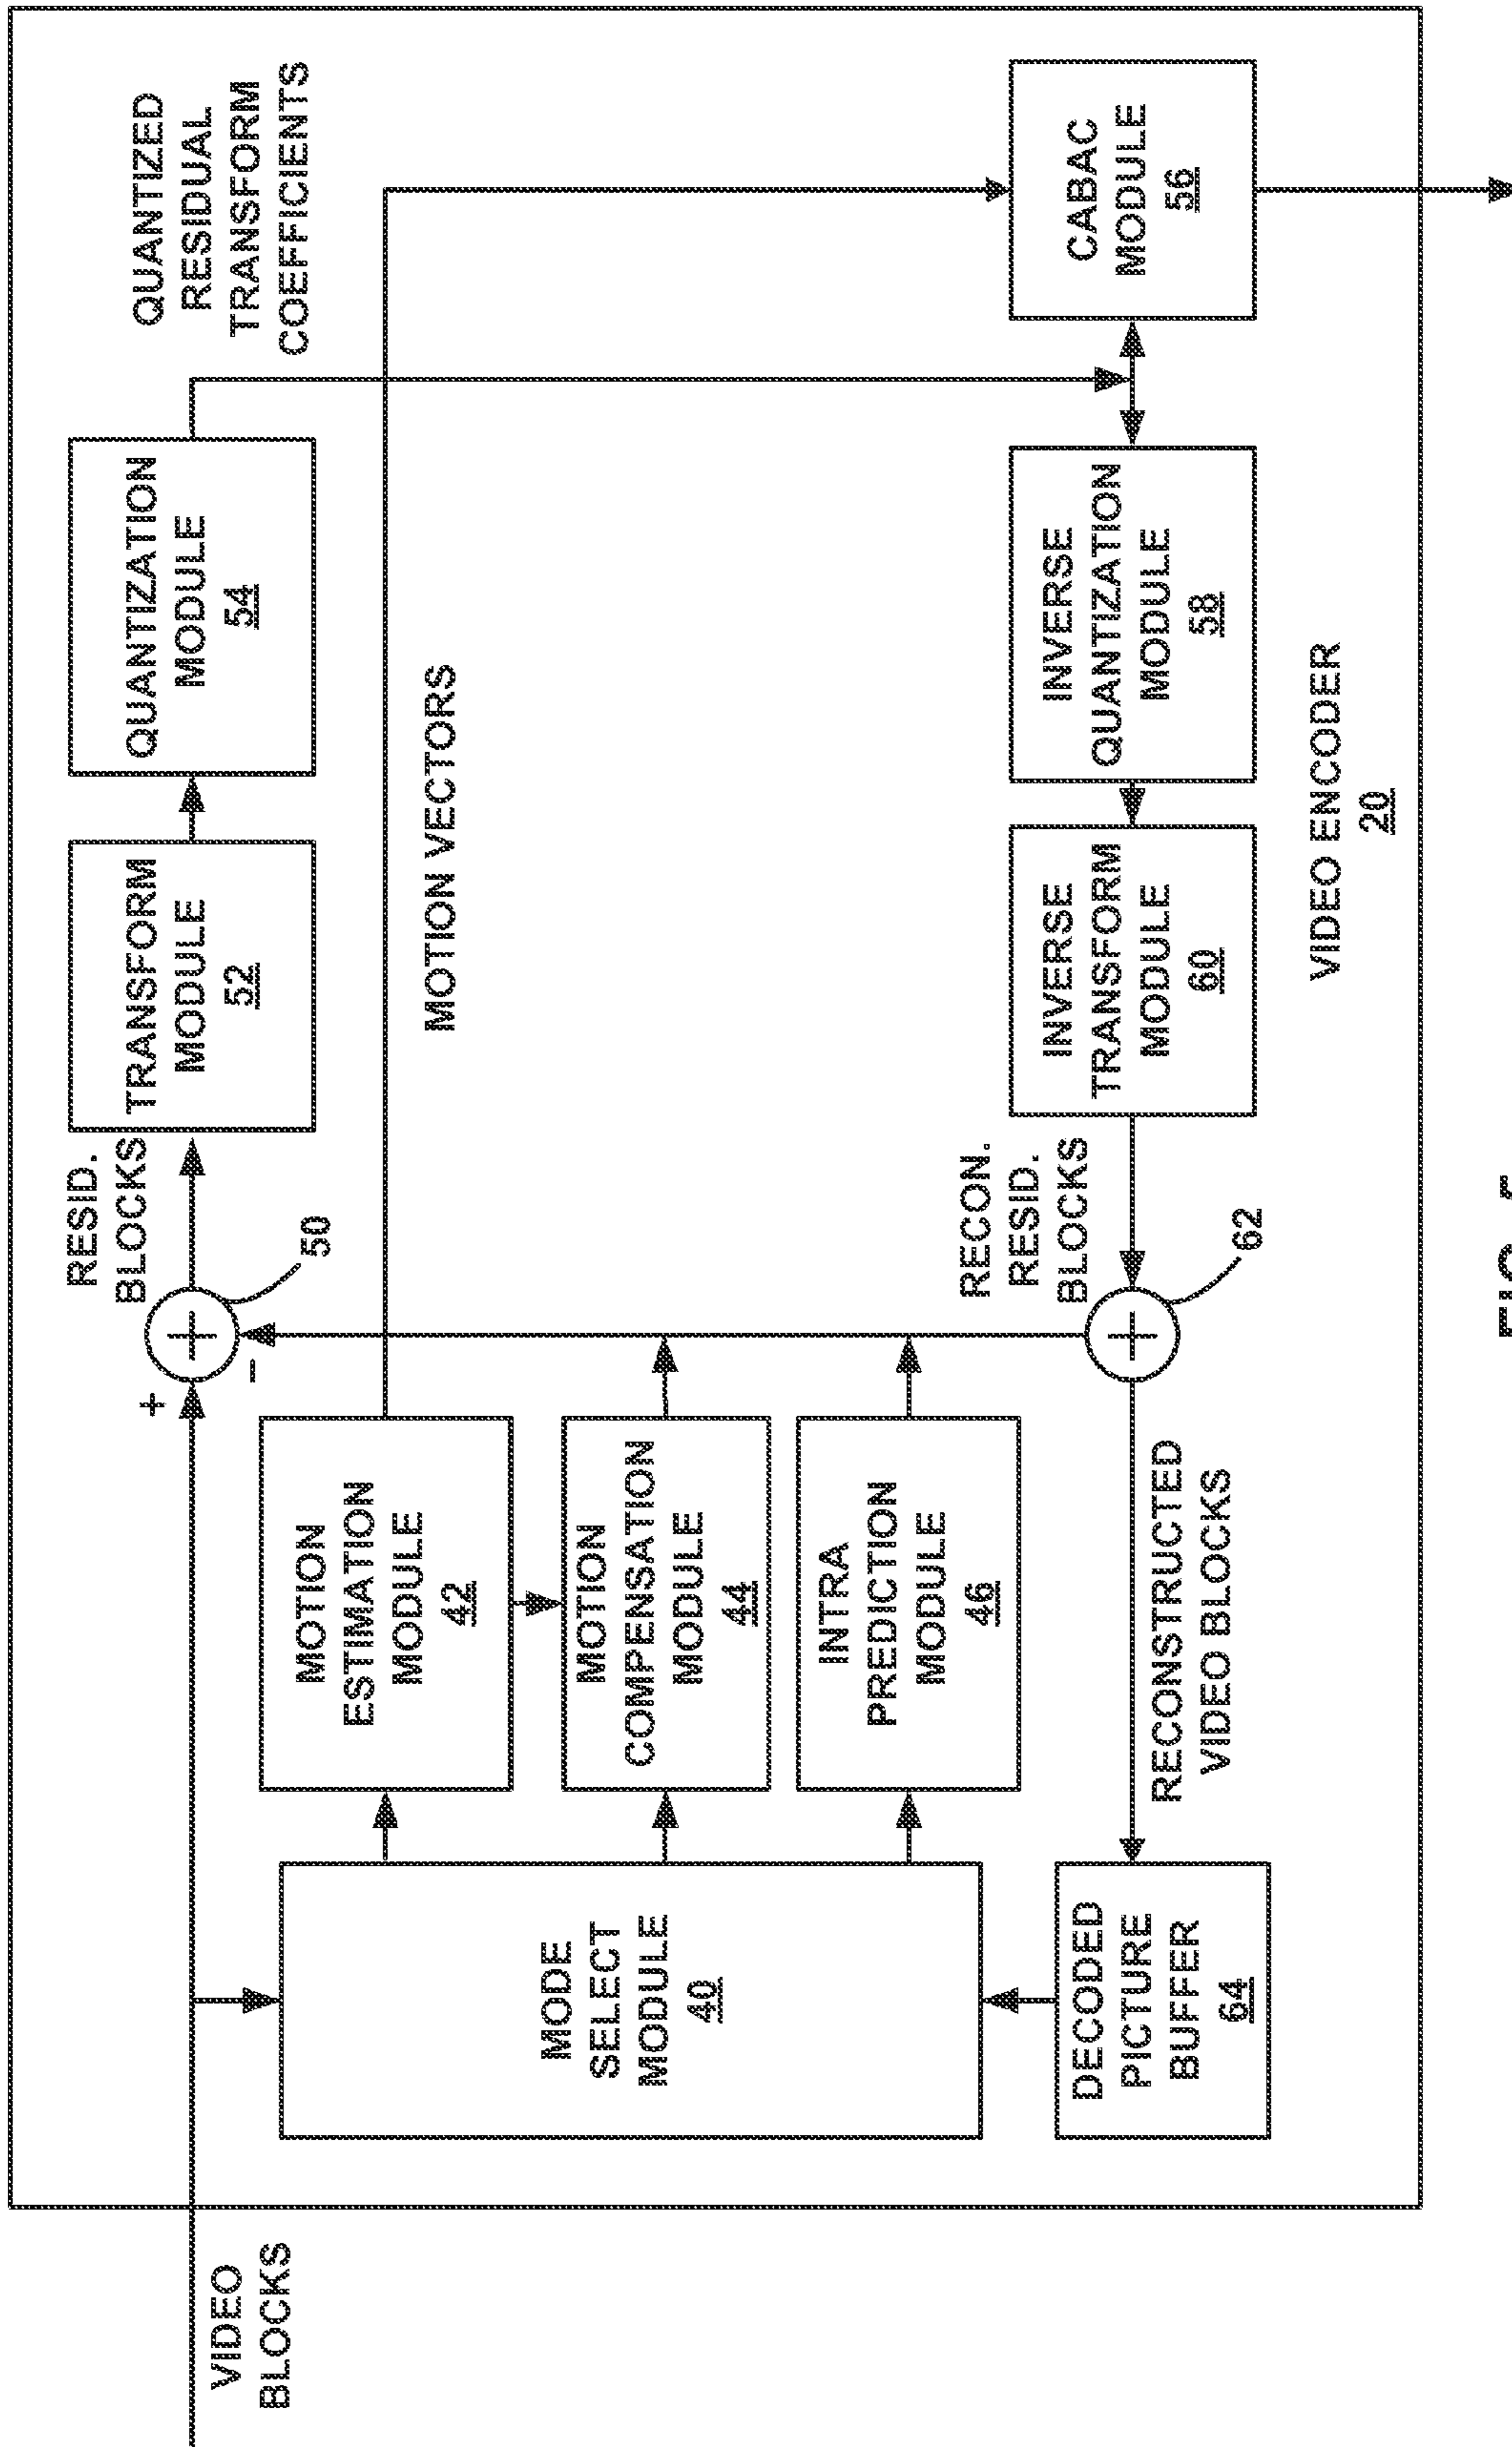 VIDEO
BLOCKS
+
−
50
RESID.
BLOCKS
TRANSFORM
MODULE
52
QUANTIZATION
MODULE
54
QUANTIZED
RESIDUAL
TRANSFORM
COEFFICIENTS
MODE
SELECT
MODULE
40
MOTION
ESTIMATION
MODULE
42
MOTION VECTORS
MOTION
COMPENSATION
MODULE
44
INTRA
PREDICTION
MODULE
46
DECODED
PICTURE
BUFFER
64
RECONSTRUCTED
VIDEO BLOCKS
62
RECON.
RESID.
BLOCKS
INVERSE
TRANSFORM
MODULE
60
INVERSE
QUANTIZATION
MODULE
58
CABAC
MODULE
56
VIDEO ENCODER
20